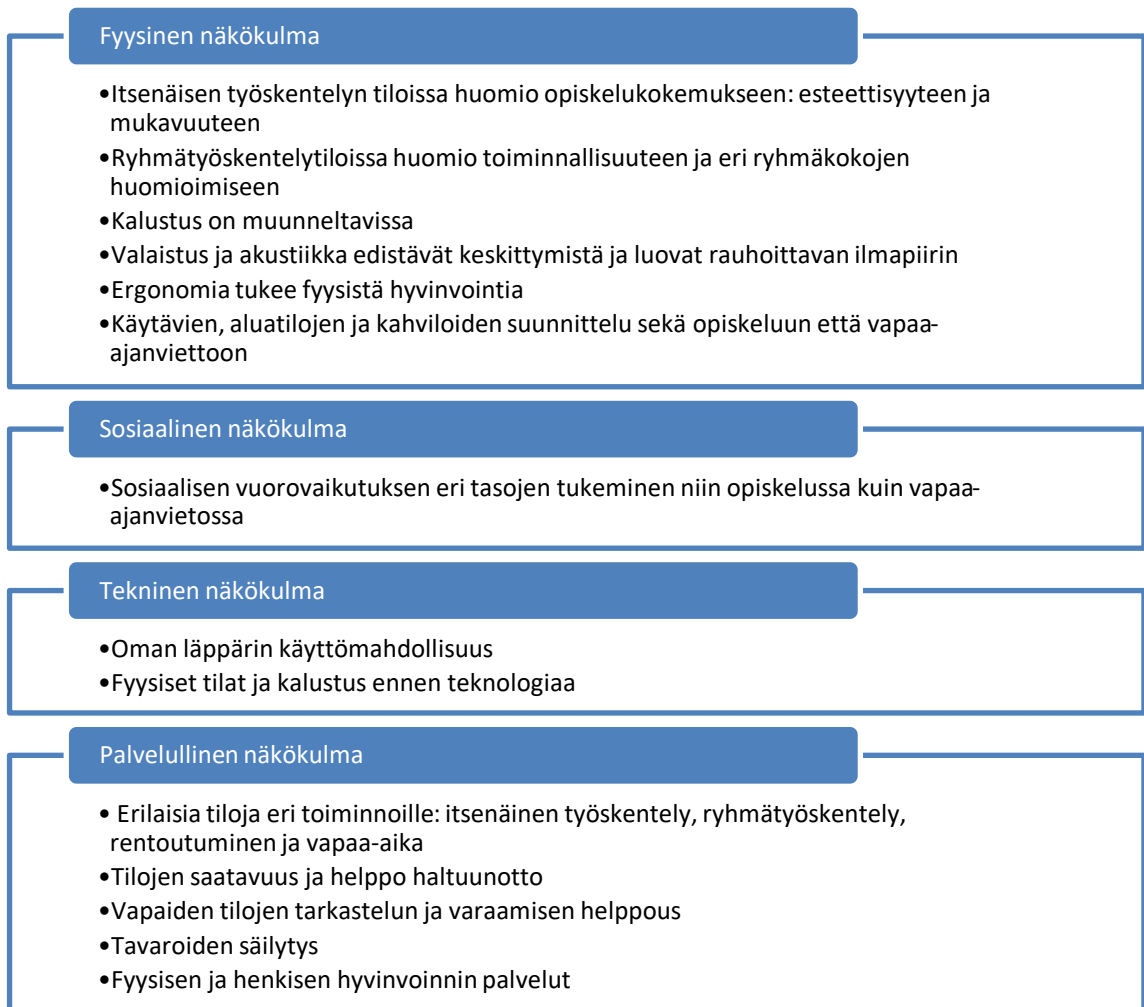 Fyysinen näkökulma
•Itsenäisen työskentelyn tiloissa huomio opiskelukokemukseen: esteettisyyteen ja
mukavuuteen
•Ryhmätyöskentelytiloissa huomio toiminnallisuuteen ja eri ryhmäkokojen
huomioimiseen
•Kalustus on muunneltavissa
•Valaistus ja akustiikka edistävät keskittymistä ja luovat rauhoittavan ilmapiirin
•Ergonomia tukee fyysistä hyvinvointia
•Käytävien, aluatilojen ja kahviloiden suunnittelu sekä opiskeluun että vapaa-
ajanviettoon
Sosiaalinen näkökulma
•Sosiaalisen vuorovaikutuksen eri tasojen tukeminen niin opiskelussa kuin vapaa-
ajanvietossa
Tekninen näkökulma
•Oman läppärin käyttömahdollisuus
•Fyysiset tilat ja kalustus ennen teknologiaa
Palvelullinen näkökulma
• Erilaisia tiloja eri toiminnoille: itsenäinen työskentely, ryhmätyöskentely,
rentoutuminen ja vapaa-aika
•Tilojen saatavuus ja helppo haltuunotto
•Vapaiden tilojen tarkastelun ja varaamisen helppous
•Tavaroiden säilytys
•Fyysisen ja henkisen hyvinvoinnin palvelut